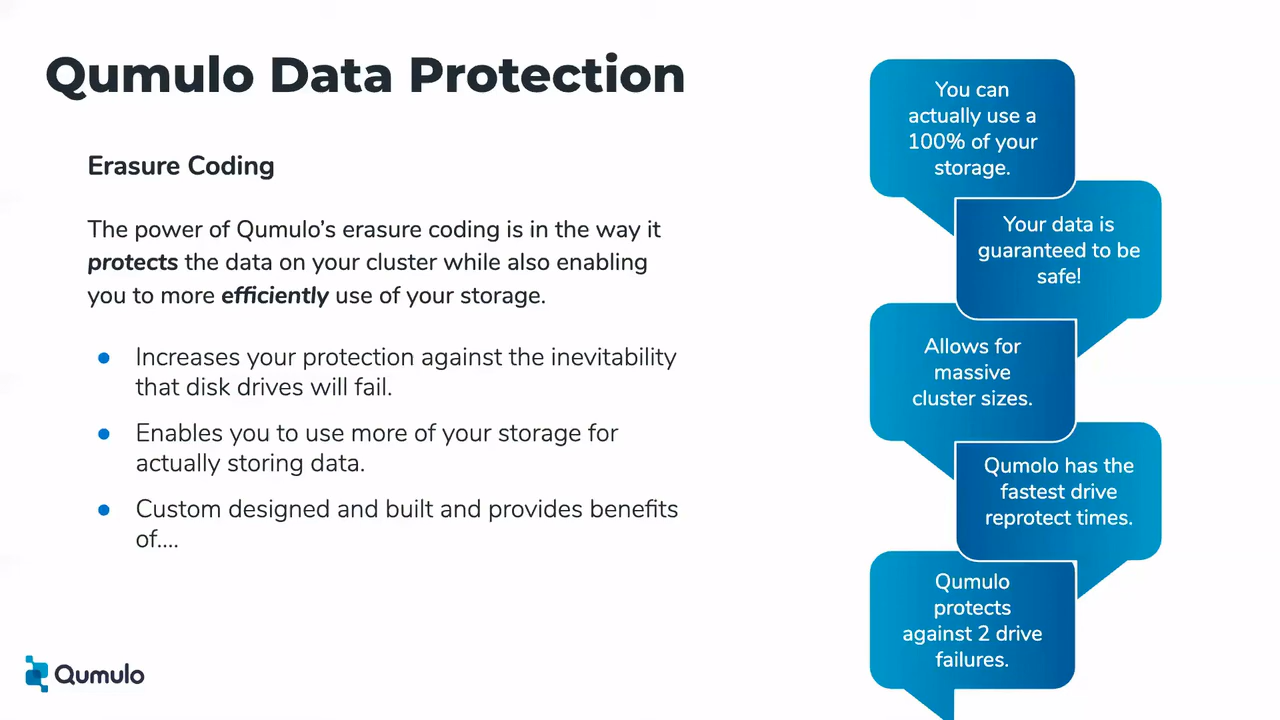 Qumulo Data Protection
Erasure Coding
The power of Qumulo’s erasure coding is in the way it
protects the data on your cluster while also enabling
you to more efficiently use of your storage.
● Increases your protection against the inevitability
that disk drives will fail.
● Enables you to use more of your storage for
actually storing data.
● Custom designed and built and provides benefits
of....
You can
actually use a
100% of your
storage.
Your data is
guaranteed to be
safe!
Allows for
massive
cluster sizes.
Qumolo has the
fastest drive
reprotect times.
Qumulo
protects
against 2 drive
failures.
Qumulo